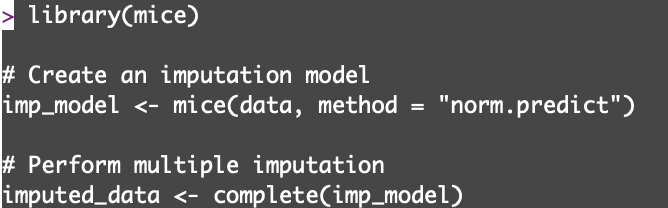 > library(mice)
# Create an imputation model
imp_model <- mice(data, method = "norm.predict")
# Perform multiple imputation
imputed_data <- complete(imp_model)